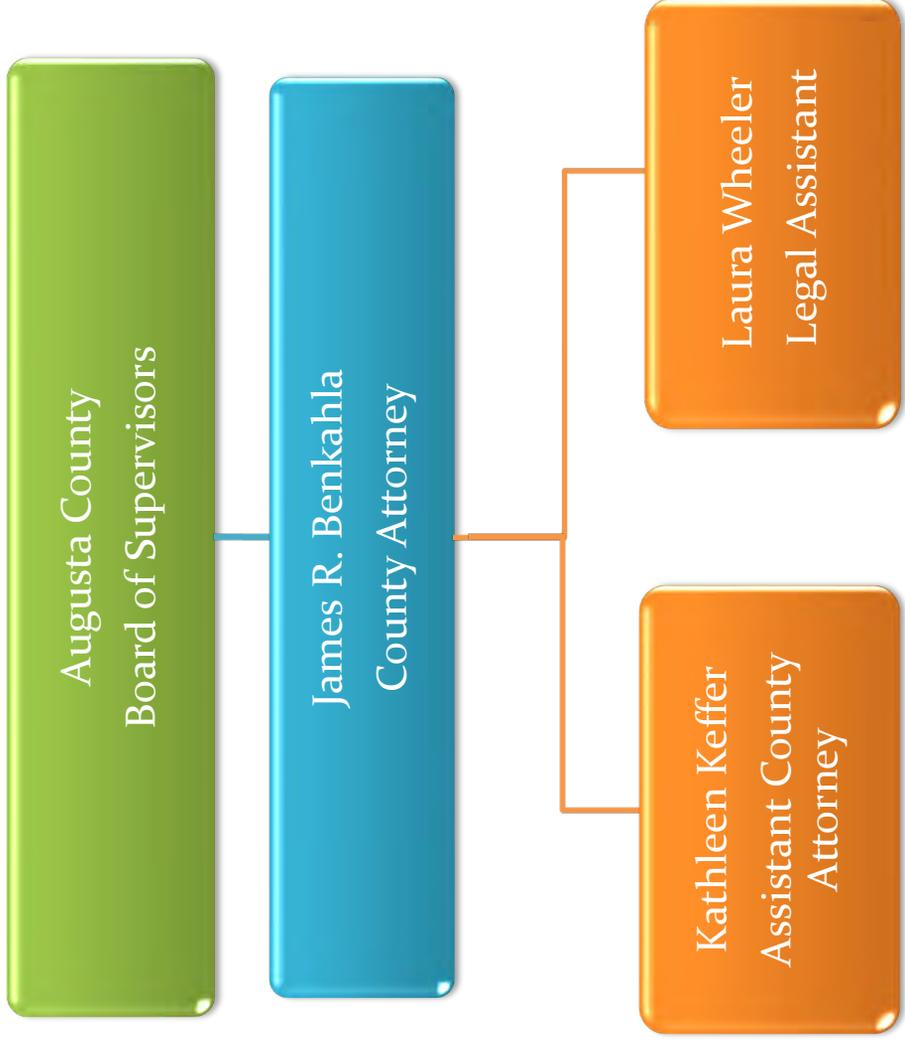 Augusta County
Board of Supervisors
James R. Benkahla
County Attorney
Kathleen Keffer
Assistant County
Attorney
Laura Wheeler
Legal Assistant